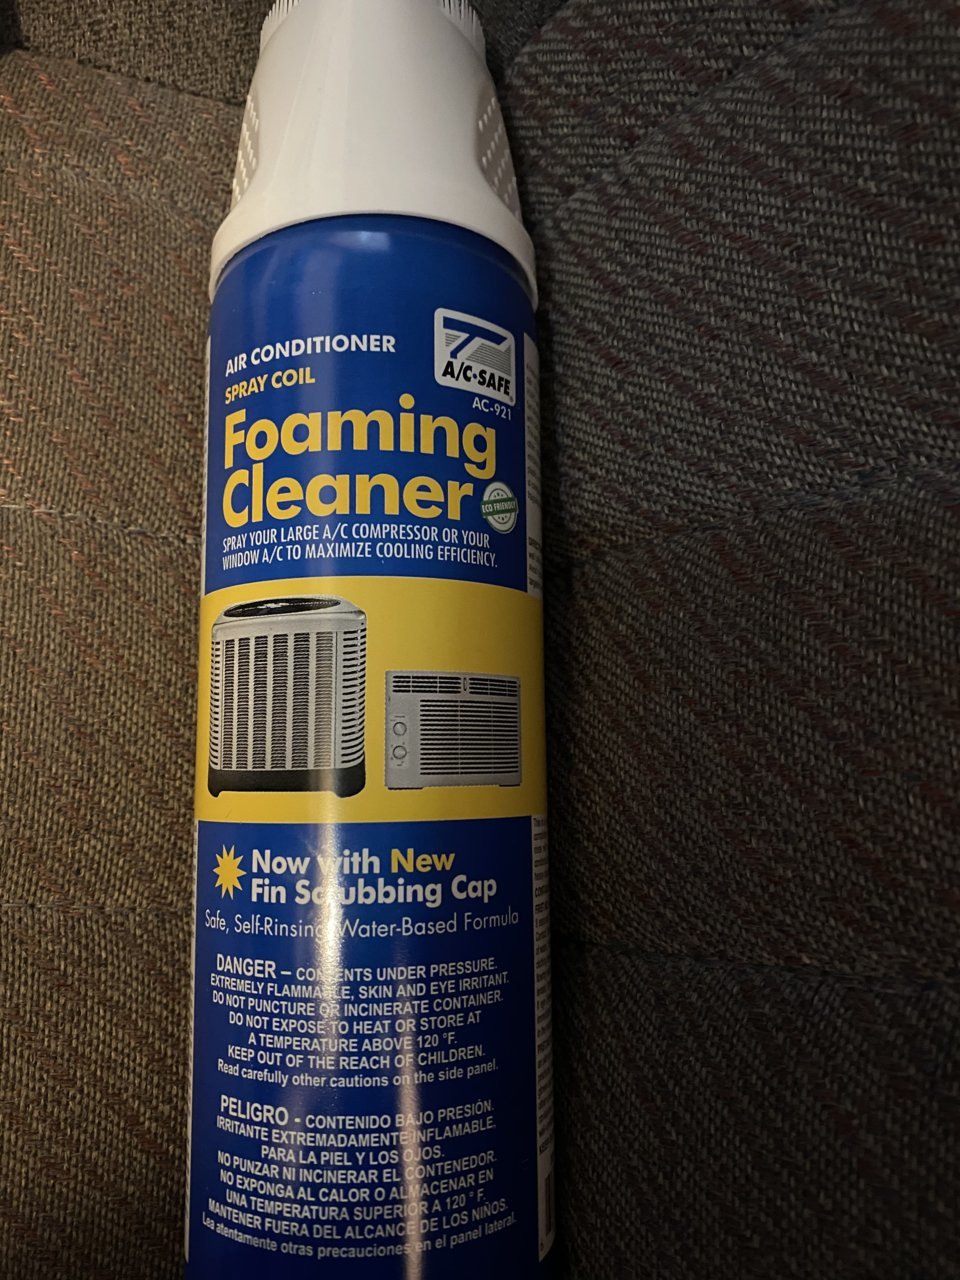 AIR CONDITIONER
SPRAY COIL
A/C•SAFE
AC-921
Foaming
Cleaner
ECO FRIENDLY
SPRAY YOUR LARGE A/C COMPRESSOR OR YOUR
WINDOW A/C TO MAXIMIZE COOLING EFFICIENCY.
Now with New
Fin Scrubbing Cap
Safe, Self-Rinsing, Water-Based Formula
DANGER – CONTENTS UNDER PRESSURE.
EXTREMELY FLAMMABLE, SKIN AND EYE IRRITANT.
DO NOT PUNCTURE OR INCINERATE CONTAINER.
DO NOT EXPOSE TO HEAT OR STORE AT
A TEMPERATURE ABOVE 120 °F.
KEEP OUT OF THE REACH OF CHILDREN.
Read carefully other cautions on the side panel.
PELIGRO - CONTENIDO BAJO PRESIÓN.
IRRITANTE EXTREMADAMENTE INFLAMABLE,
PARA LA PIEL Y LOS OJOS.
NO PUNZAR NI INCINERAR EL CONTENEDOR.
NO EXPONGA AL CALOR O ALMACENAR EN
UNA TEMPERATURA SUPERIOR A 120 ° F.
MANTENER FUERA DEL ALCANCE DE LOS NIÑOS.
Lea atentamente otras precauciones en el panel lateral.